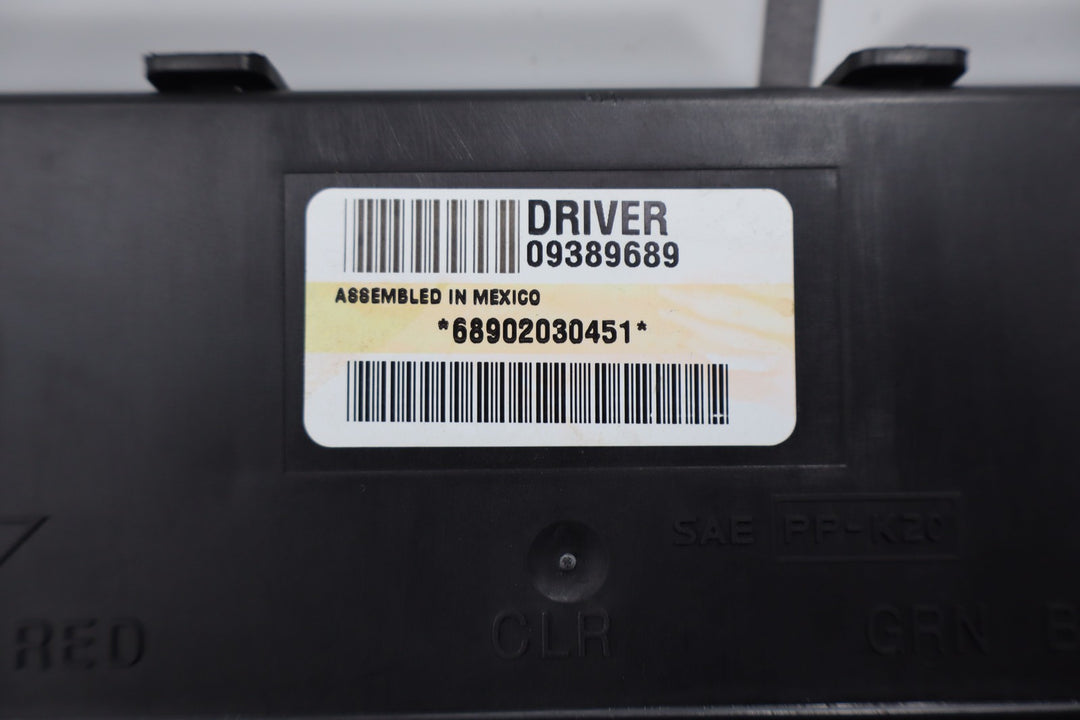 DRIVER
09389689
ASSEMBLED IN MEXICO
*68902030451*
SAE PP-K20
RED CLR GRN B